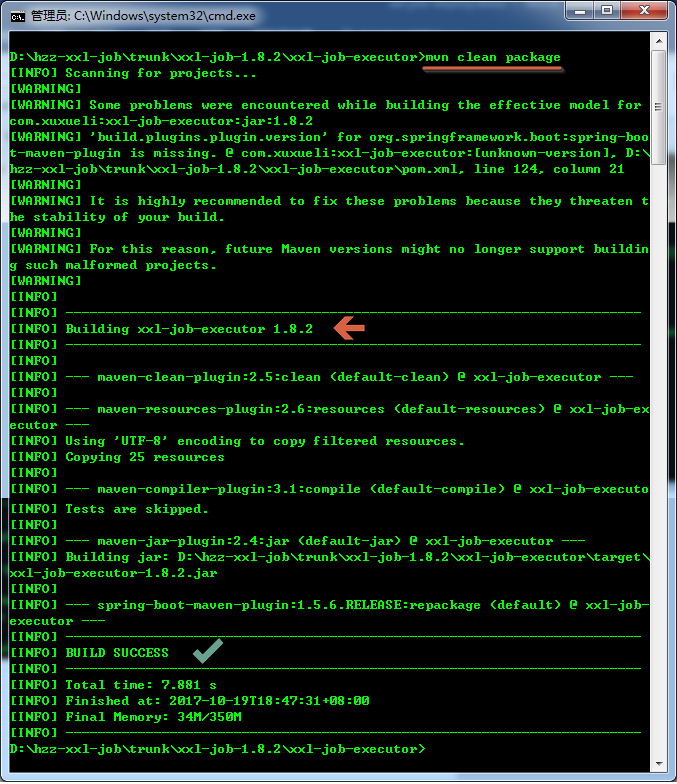 管理员: C:\Windows\system32\cmd.exe
D:\hzz-xxl-job\trunk\xxl-job-1.8.2\xxl-job-executor>mvn clean package
[INFO] Scanning for projects...
[WARNING]
[WARNING] Some problems were encountered while building the effective model for
com.xuxueli:xxl-job-executor:jar:1.8.2
[WARNING] 'build.plugins.plugin.version' for org.springframework.boot:spring-boo
t-maven-plugin is missing. @ com.xuxueli:xxl-job-executor:[unknown-version], D:\
hzz-xxl-job\trunk\xxl-job-1.8.2\xxl-job-executor\pom.xml, line 124, column 21
[WARNING]
[WARNING] It is highly recommended to fix these problems because they threaten t
he stability of your build.
[WARNING]
[WARNING] For this reason, future Maven versions might no longer support buildin
g such malformed projects.
[WARNING]
[INFO]
[INFO] ------------------------------------------------------------------------
[INFO] Building xxl-job-executor 1.8.2
[INFO] ------------------------------------------------------------------------
[INFO]
[INFO] --- maven-clean-plugin:2.5:clean (default-clean) @ xxl-job-executor ---
[INFO]
[INFO] --- maven-resources-plugin:2.6:resources (default-resources) @ xxl-job-ex
ecutor ---
[INFO] Using 'UTF-8' encoding to copy filtered resources.
[INFO] Copying 25 resources
[INFO]
[INFO] --- maven-compiler-plugin:3.1:compile (default-compile) @ xxl-job-executo
[INFO] Tests are skipped.
[INFO]
[INFO] --- maven-jar-plugin:2.4:jar (default-jar) @ xxl-job-executor ---
[INFO] Building jar: D:\hzz-xxl-job\trunk\xxl-job-1.8.2\xxl-job-executor\target\
xxl-job-executor-1.8.2.jar
[INFO]
[INFO] --- spring-boot-maven-plugin:1.5.6.RELEASE:repackage (default) @ xxl-job-
executor ---
[INFO] ------------------------------------------------------------------------
[INFO] BUILD SUCCESS
[INFO] ------------------------------------------------------------------------
[INFO] Total time: 7.881 s
[INFO] Finished at: 2017-10-19T18:47:31+08:00
[INFO] Final Memory: 34M/350M
[INFO] ------------------------------------------------------------------------
D:\hzz-xxl-job\trunk\xxl-job-1.8.2\xxl-job-executor>